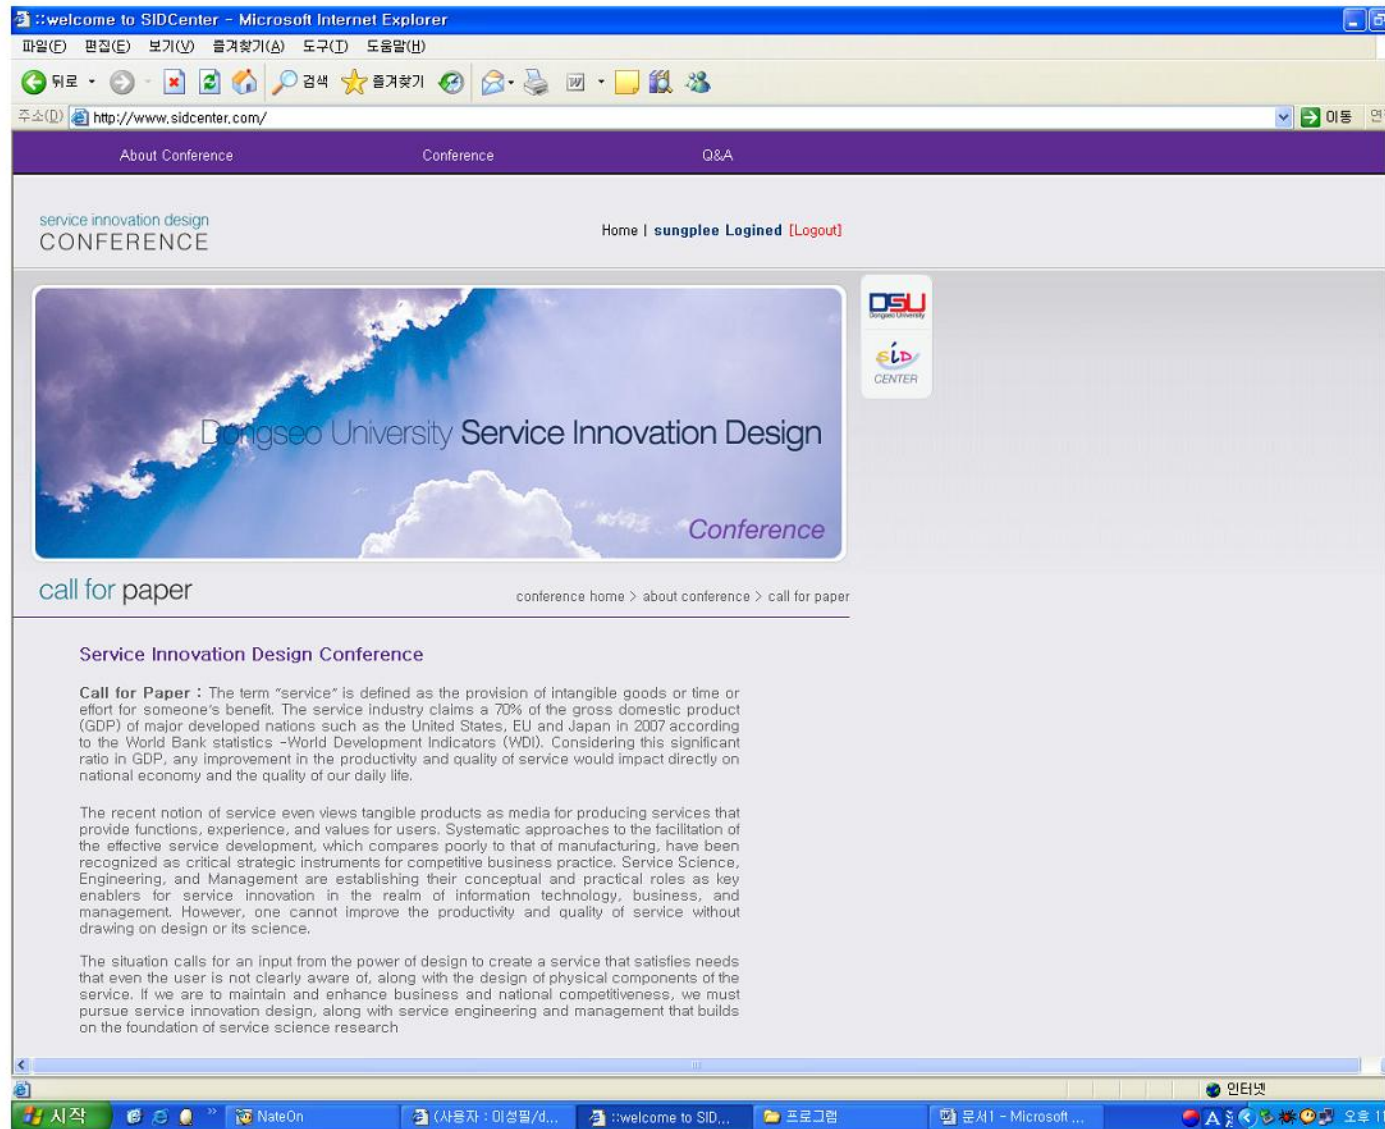 ::welcome to SIDCenter - Microsoft Internet Explorer
파일(F) 편집(E) 보기(V) 즐겨찾기(A) 도구(T) 도움말(H)
뒤로 검색 즐겨찾기
주소(D) http://www.sidcenter.com/ 이동
About Conference Conference Q&A
service innovation design
CONFERENCE
Home | sungplee Logined [Logout]
DSU
Dongseo University
SiD
CENTER
Dongseo University Service Innovation Design
Conference
call for paper
conference home > about conference > call for paper
Service Innovation Design Conference
Call for Paper : The term "service" is defined as the provision of intangible goods or time or
effort for someone's benefit. The service industry claims a 70% of the gross domestic product
(GDP) of major developed nations such as the United States, EU and Japan in 2007 according
to the World Bank statistics -World Development Indicators (WDI). Considering this significant
ratio in GDP, any improvement in the productivity and quality of service would impact directly on
national economy and the quality of our daily life.
The recent notion of service even views tangible products as media for producing services that
provide functions, experience, and values for users. Systematic approaches to the facilitation of
the effective service development, which compares poorly to that of manufacturing, have been
recognized as critical strategic instruments for competitive business practice. Service Science,
Engineering, and Management are establishing their conceptual and practical roles as key
enablers for service innovation in the realm of information technology, business, and
management. However, one cannot improve the productivity and quality of service without
drawing on design or its science.
The situation calls for an input from the power of design to create a service that satisfies needs
that even the user is not clearly aware of, along with the design of physical components of the
service. If we are to maintain and enhance business and national competitiveness, we must
pursue service innovation design, along with service engineering and management that builds
on the foundation of service science research
인터넷
시작 NateOn (사용자 : 이성필/d... ::welcome to SID... 프로그램 문서1 - Microsoft ... A 오후